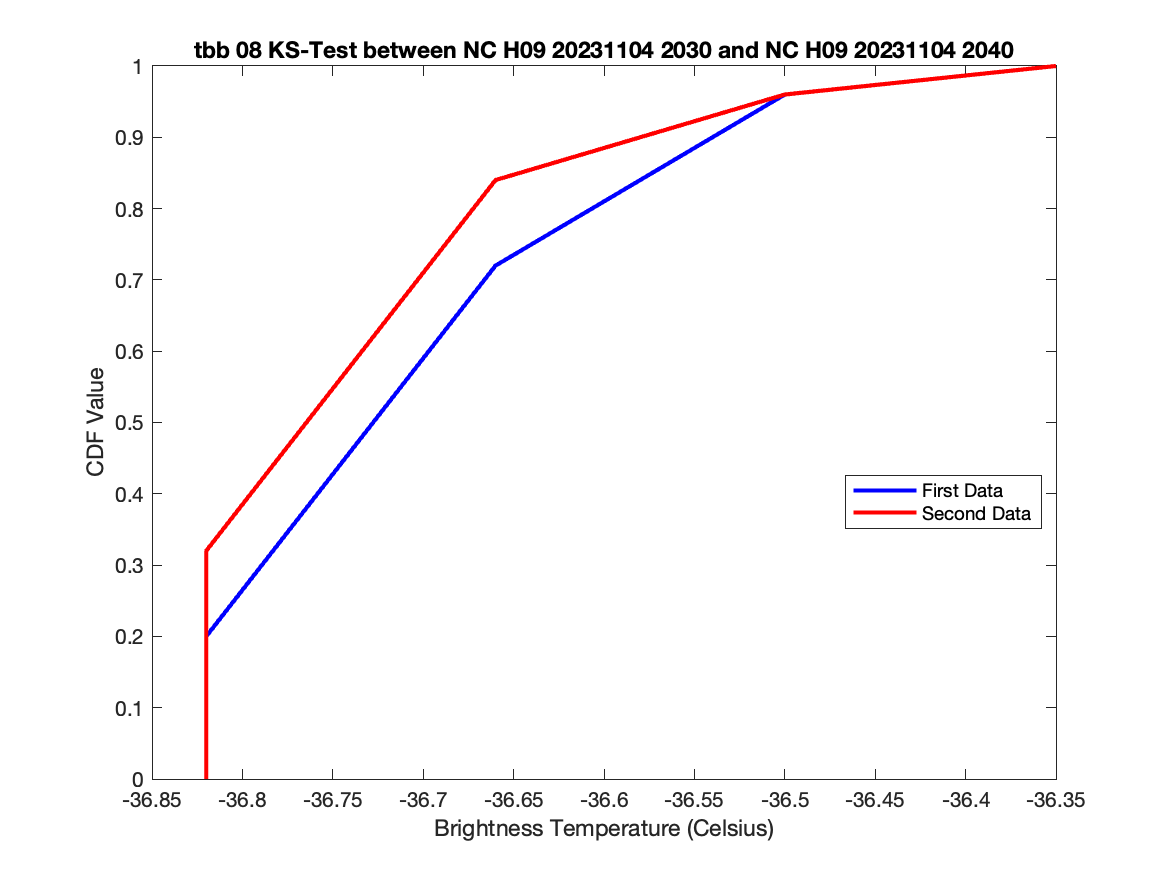 tbb 08 KS-Test between NC H09 20231104 2030 and NC H09 20231104 2040
1
0.9
0.8
0.7
0.6
0.5
0.4
0.3
0.2
0.1
0
CDF Value
First Data
Second Data
-36.85 -36.8 -36.75 -36.7 -36.65 -36.6 -36.55 -36.5 -36.45 -36.4 -36.35
Brightness Temperature (Celsius)